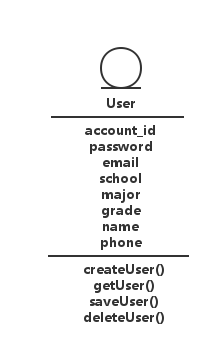 User
account_id
password
email
school
major
grade
name
phone
createUser()
getUser()
saveUser()
deleteUser()